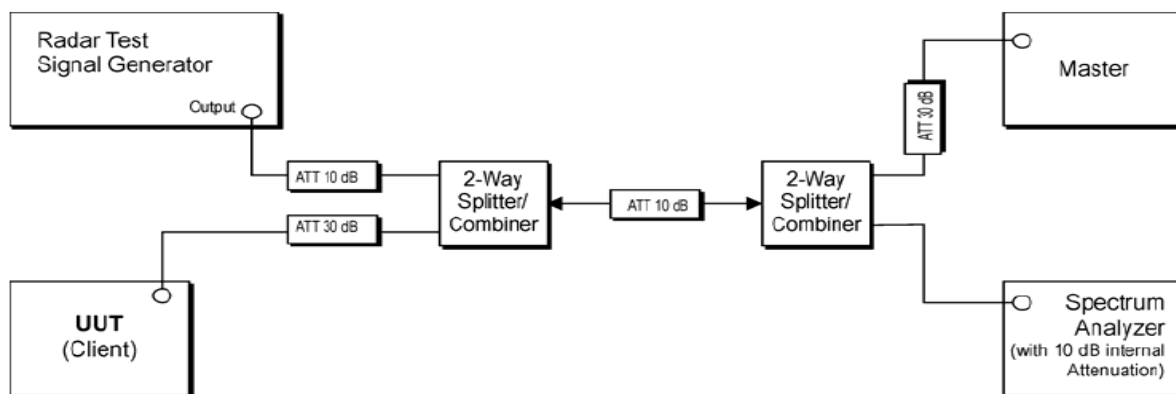 Radar Test
Signal Generator
Output
ATT 10 dB
ATT 30 dB
UUT
(Client)
2-Way
Splitter/
Combiner
ATT 10 dB
2-Way
Splitter/
Combiner
ATT 30 dB
Master
Spectrum
Analyzer
(with 10 dB internal
Attenuation)